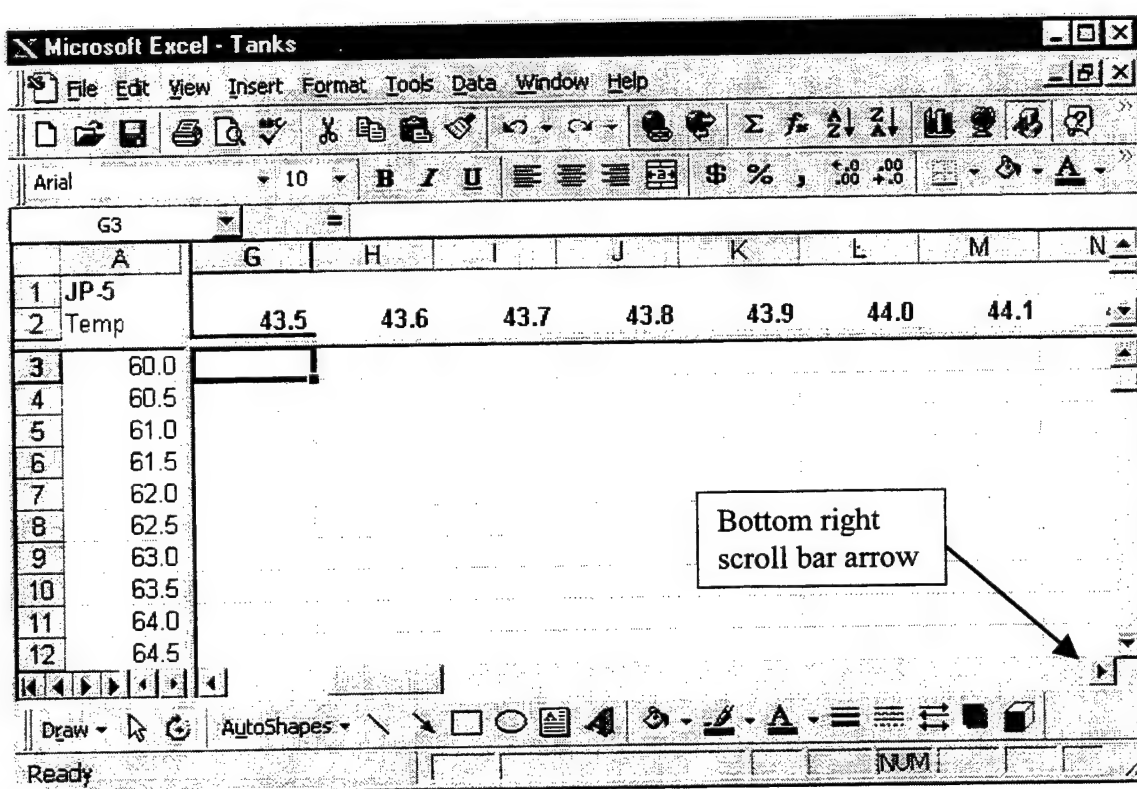 Microsoft Excel - Tanks
File Edit View Insert Format Tools Data Window Help
Arial 10 B I U $ % ,
G3 =
A G H I J K L M N
1 JP-5
2 Temp 43.5 43.6 43.7 43.8 43.9 44.0 44.1
3 60.0
4 60.5
5 61.0
6 61.5
7 62.0
8 62.5
9 63.0
10 63.5
11 64.0
12 64.5
Bottom right
scroll bar arrow
Draw AutoShapes
Ready NUM